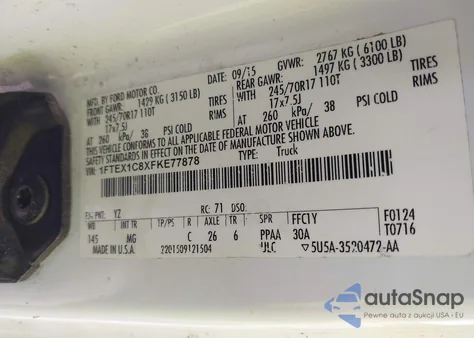 MFD. BY FORD MOTOR CO.
DATE: 09/15 GVWR: 2767 KG (6100 LB)
FRONT GAWR: 1429 KG (3150 LB) REAR GAWR: 1497 KG (3300 LB)
WITH 245/70R17 110T TIRES WITH 245/70R17 110T TIRES
17x7.5J RIMS 17x7.5J RIMS
AT 260 kPa/ 38 PSI COLD AT 260 kPa/ 38 PSI COLD
THIS VEHICLE CONFORMS TO ALL APPLICABLE FEDERAL MOTOR VEHICLE
SAFETY STANDARDS IN EFFECT ON THE DATE OF MANUFACTURE SHOWN ABOVE.
VIN: 1FTEX1C8XFKE77878
TYPE: Truck
F0124
T0716
EXT PNT: YZ RC: 71 DSO:
WB INT TR TP/PS R AXLE TR SPR FFC1Y
145 MG C 26 6 PPAA 30A
MADE IN U.S.A. 2201509121504 ULC ▽5U5A-3520472-AA
autoSnap
Pewne auto z USA i EU